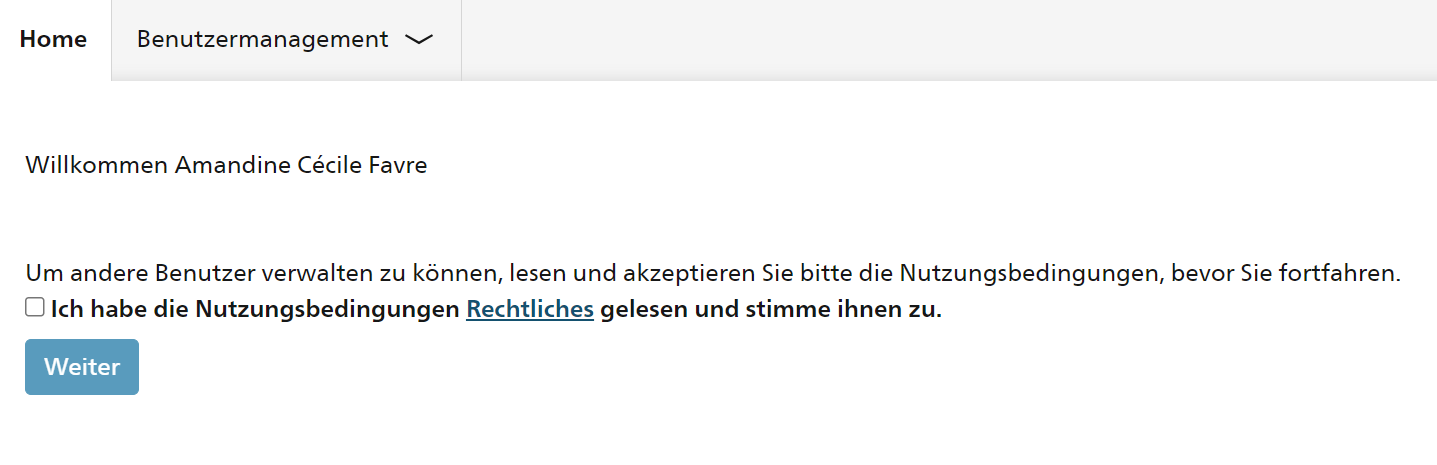 Home
Benutzermanagement
Willkommen Amandine Cécile Favre
Um andere Benutzer verwalten zu können, lesen und akzeptieren Sie bitte die Nutzungsbedingungen, bevor Sie fortfahren.
Ich habe die Nutzungsbedingungen Rechtliches gelesen und stimme ihnen zu.
Weiter